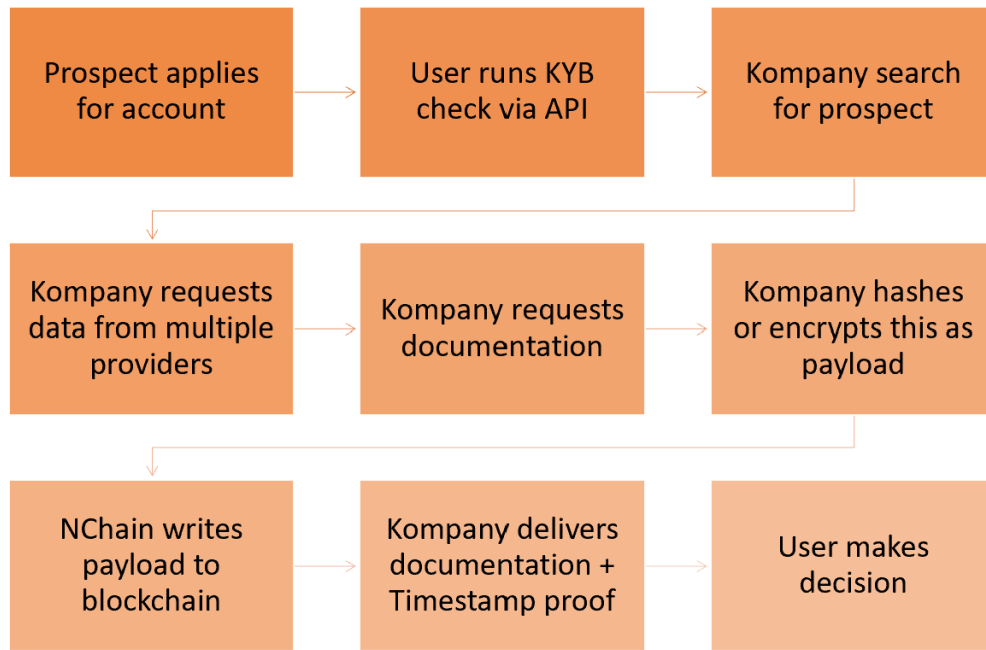 Prospect applies
for account
User runs KYB
check via API
Kompany search
for prospect
Kompany requests
data from multiple
providers
Kompany requests
documentation
Kompany hashes
or encrypts this as
payload
NChain writes
payload to
blockchain
Kompany delivers
documentation +
Timestamp proof
User makes
decision